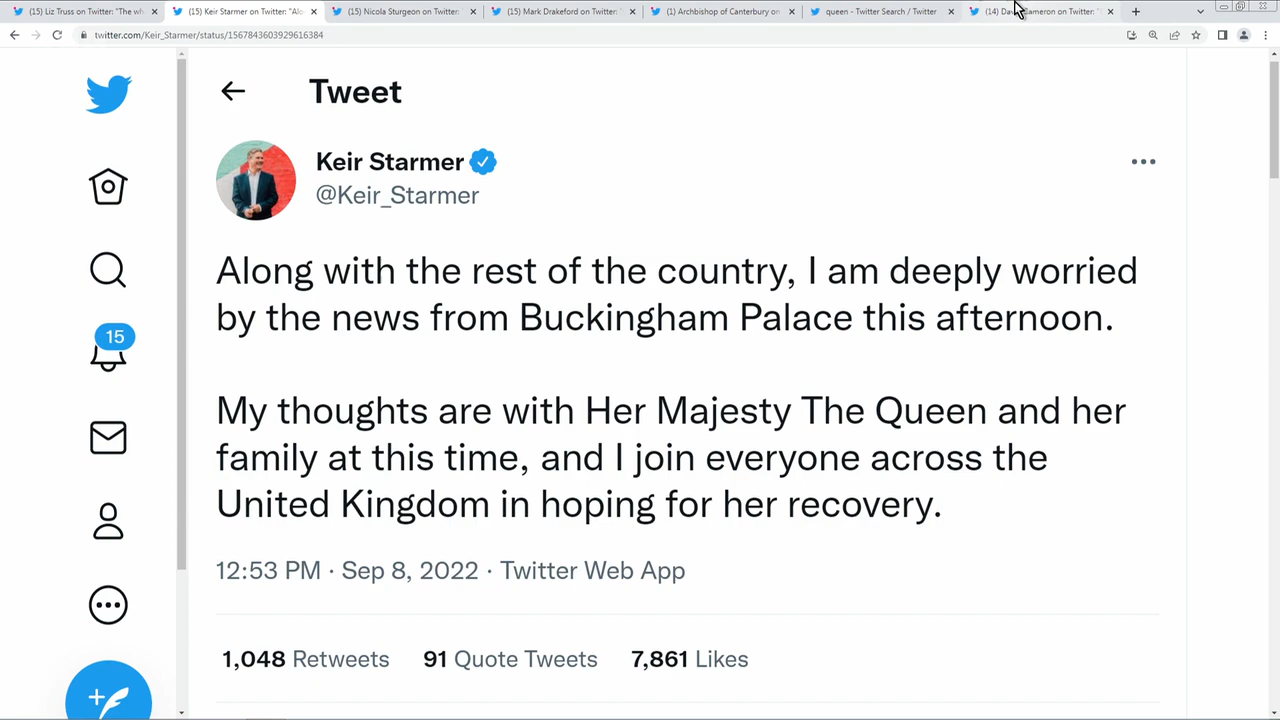 (15) Liz Truss on Twitter: "The wh
(15) Keir Starmer on Twitter: "Alo
(15) Nicola Sturgeon on Twitter:
(15) Mark Drakeford on Twitter: "
(1) Archbishop of Canterbury on
queen - Twitter Search / Twitter
(14) Dav ameron on Twitter: "
twitter.com/Keir_Starmer/status/1567843603929616384
Tweet
Keir Starmer
@Keir_Starmer
Along with the rest of the country, I am deeply worried
by the news from Buckingham Palace this afternoon.
My thoughts are with Her Majesty The Queen and her
family at this time, and I join everyone across the
United Kingdom in hoping for her recovery.
15
12:53 PM · Sep 8, 2022 · Twitter Web App
1,048 Retweets 91 Quote Tweets 7,861 Likes